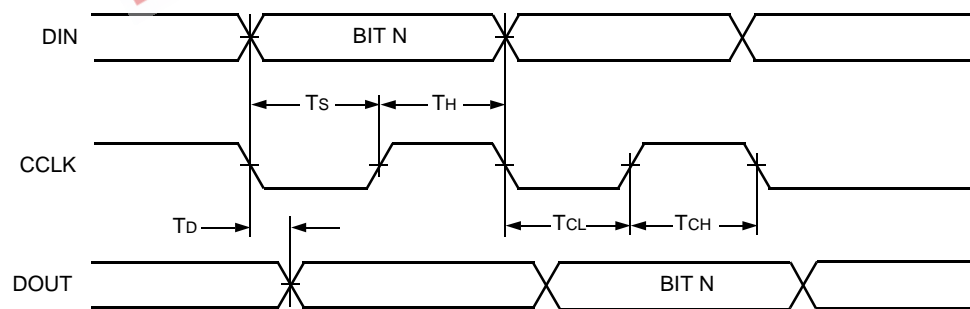 DIN
BIT N
TS
TH
CCLK
TD
TCL
TCH
DOUT
BIT N